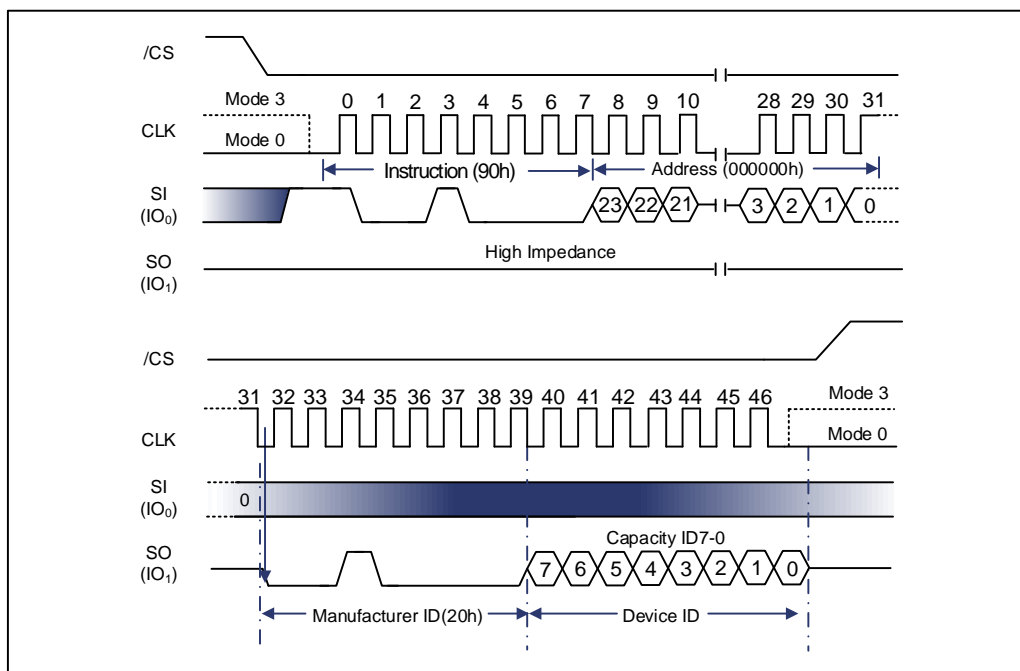 /CS
Mode 3
0 1 2 3 4 5 6 7 8 9 10 28 29 30 31
CLK
Mode 0
Instruction (90h)
Address (000000h)
SI
(IO0)
23 22 21 3 2 1 0
High Impedance
SO
(IO1)
/CS
31 32 33 34 35 36 37 38 39 40 41 42 43 44 45 46
Mode 3
CLK
Mode 0
SI
(IO0)
0
Capacity ID7-0
SO
(IO1)
7 6 5 4 3 2 1 0
Manufacturer ID(20h)
Device ID